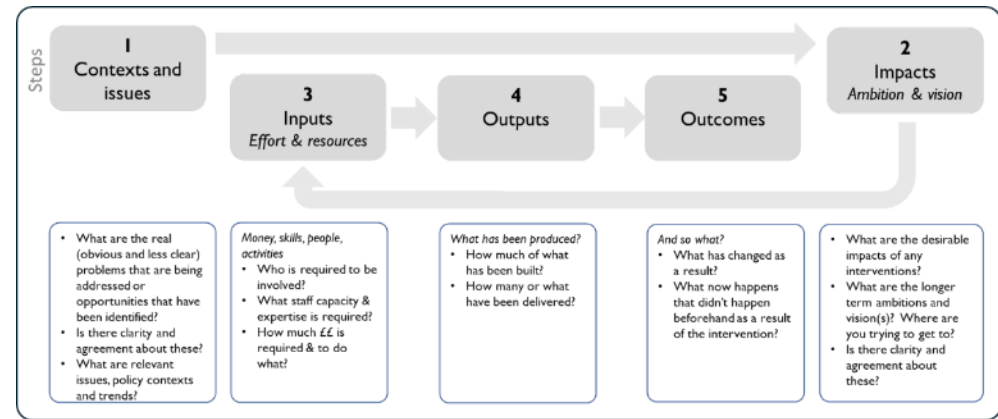 Steps
1
Contexts and
issues
2
Impacts
Ambition & vision
3
Inputs
Effort & resources
4
Outputs
5
Outcomes
• What are the real
(obvious and less clear)
problems that are being
addressed or
opportunities that have
been identified?
• Is there clarity and
agreement about these?
• What are relevant
issues, policy contexts
and trends?
Money, skills, people,
activities
• Who is required to be
involved?
• What staff capacity &
expertise is required?
• How much ££ is
required & to do
what?
What has been produced?
• How much of what
has been built?
• How many or what
have been delivered?
And so what?
• What has changed as
a result?
• What now happens
that didn't happen
beforehand as a result
of the intervention?
• What are the desirable
impacts of any
interventions?
• What are the longer
term ambitions and
vision(s)? Where are
you trying to get to?
• Is there clarity and
agreement about
these?